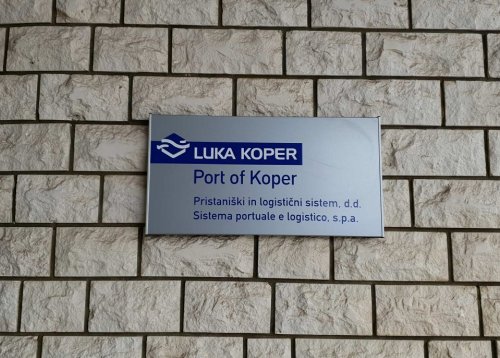 LUKA KOPER
Port of Koper
Pristaniški in logistični sistem, d.d.
Sistema portuale e logistico, s.p.a.